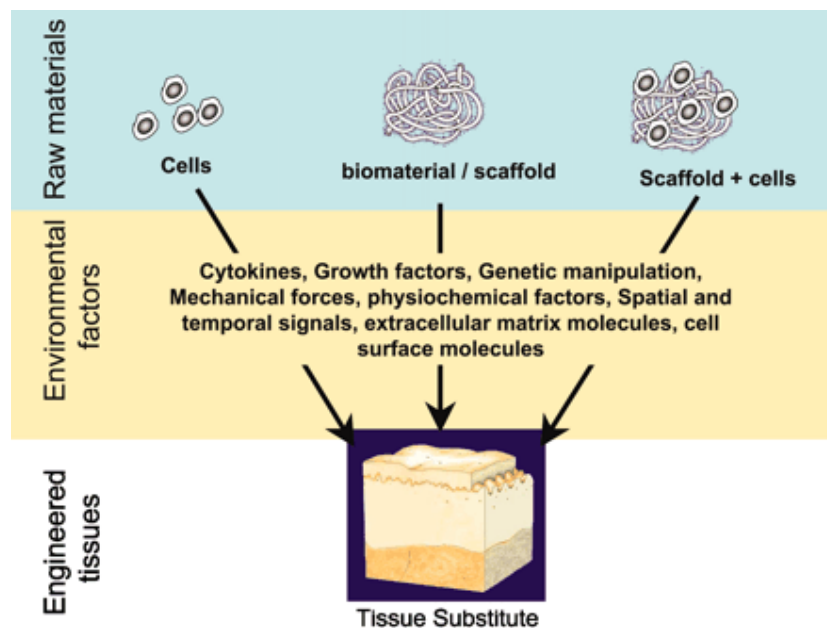 Raw materials
Cells
biomaterial / scaffold
Scaffold + cells
Environmental
factors
Cytokines, Growth factors, Genetic manipulation,
Mechanical forces, physiochemical factors, Spatial and
temporal signals, extracellular matrix molecules, cell
surface molecules
Engineered
tissues
Tissue Substitute